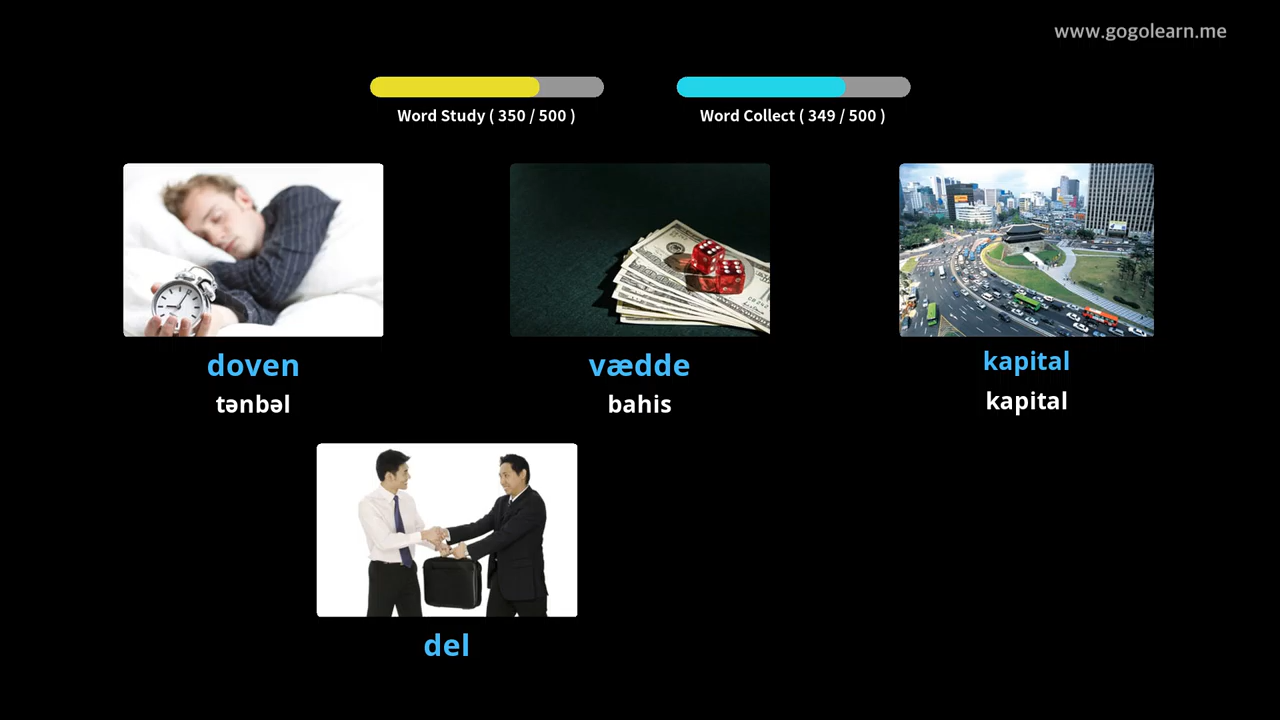 www.gogolearn.me
Word Study ( 350 / 500 )
Word Collect ( 349 / 500 )
doven
vædde
kapital
tənbəl
bahis
kapital
del